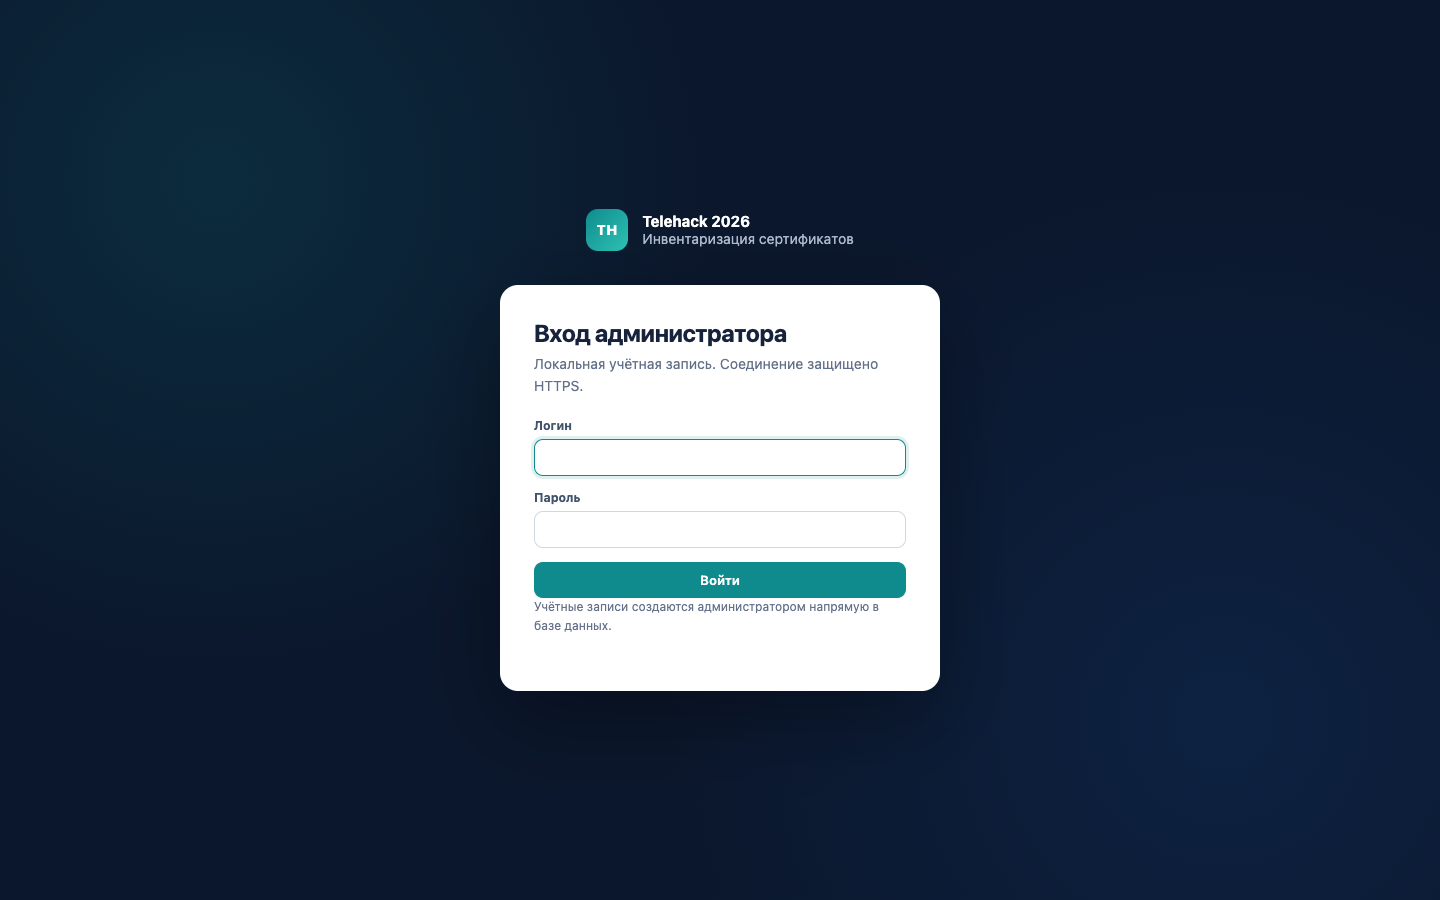 TH
Telehack 2026
Инвентаризация сертификатов
Вход администратора
Локальная учётная запись. Соединение защищено
HTTPS.
Логин
Пароль
Войти
Учётные записи создаются администратором напрямую в
базе данных.